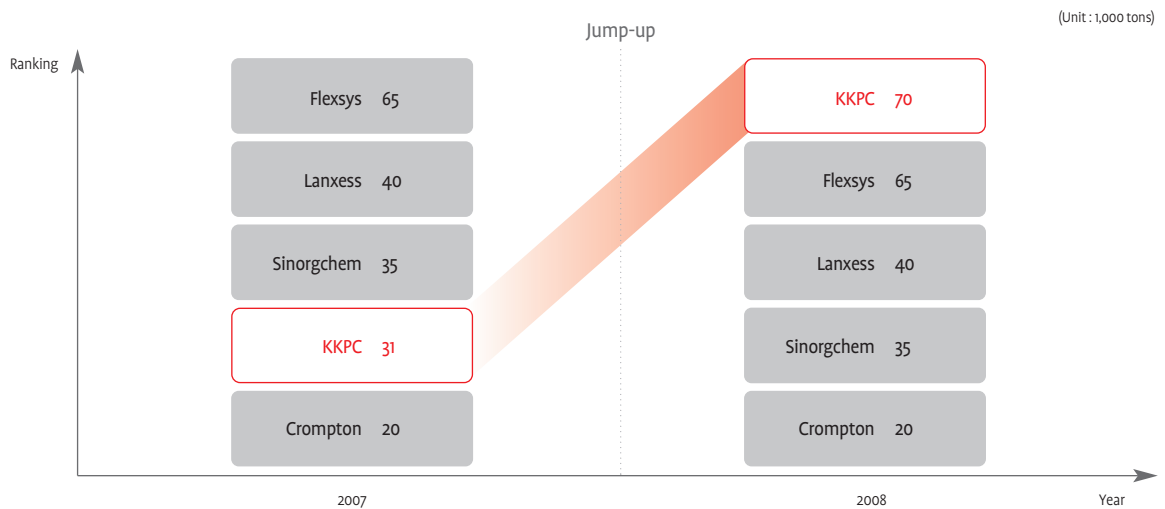 (Unit : 1,000 tons)
Jump-up
Ranking
Flexsys 65
KKPC 70
Lanxess 40
Flexsys 65
Sinorgchem 35
Lanxess 40
KKPC 31
Sinorgchem 35
Crompton 20
Crompton 20
2007
2008
Year